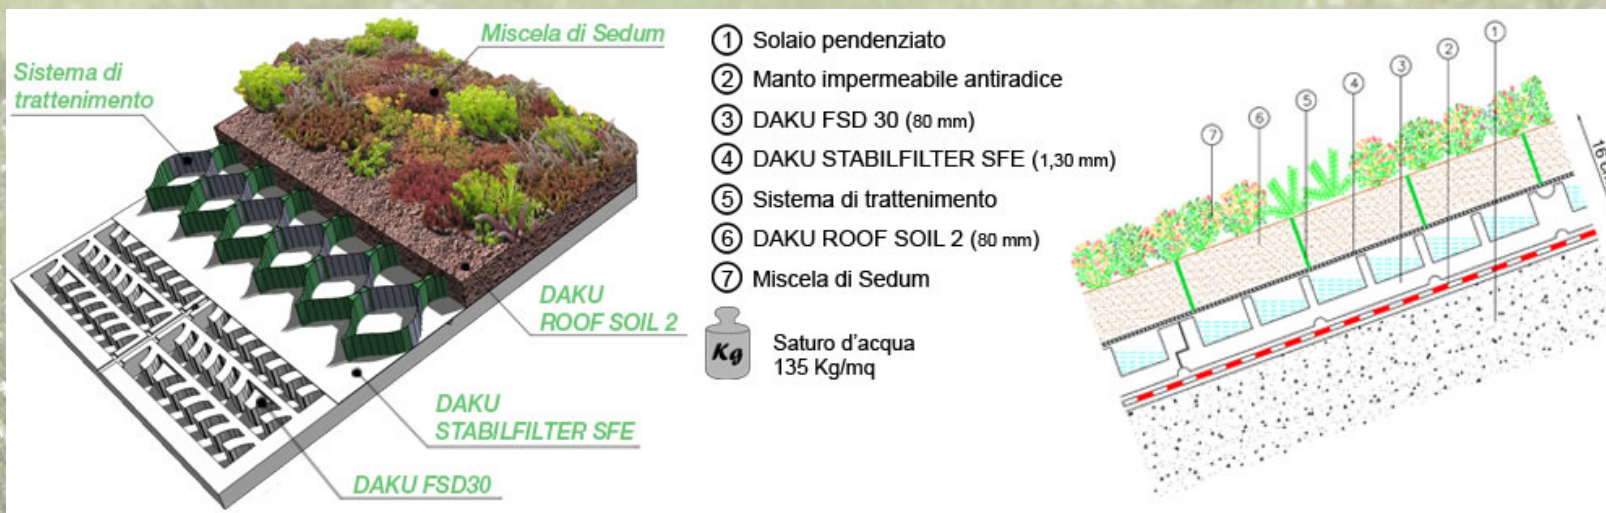 Miscela di Sedum
Sistema di
trattenimento
DAKU
ROOF SOIL 2
DAKU
STABILFILTER SFE
DAKU FSD30
1 Solaio pendenziato
2 Manto impermeabile antiradice
3 DAKU FSD 30 (80 mm)
4 DAKU STABILFILTER SFE (1,30 mm)
5 Sistema di trattenimento
6 DAKU ROOF SOIL 2 (80 mm)
7 Miscela di Sedum
Kg
Saturo d'acqua
135 Kg/mq
1
2
3
4
5
6
7
16